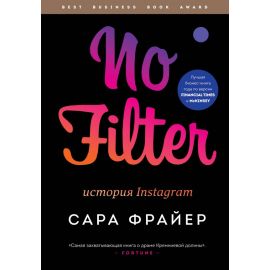 BEST BUSINESS BOOK AWARD
No
Filter
Лучшая
бизнес-книга
года по версии
FINANCIAL TIMES
и McKINSEY
история Instagram
САРА ФРАЙЕР
«Самая захватывающая книга о драме Кремниевой долины».
- FORTUNE -